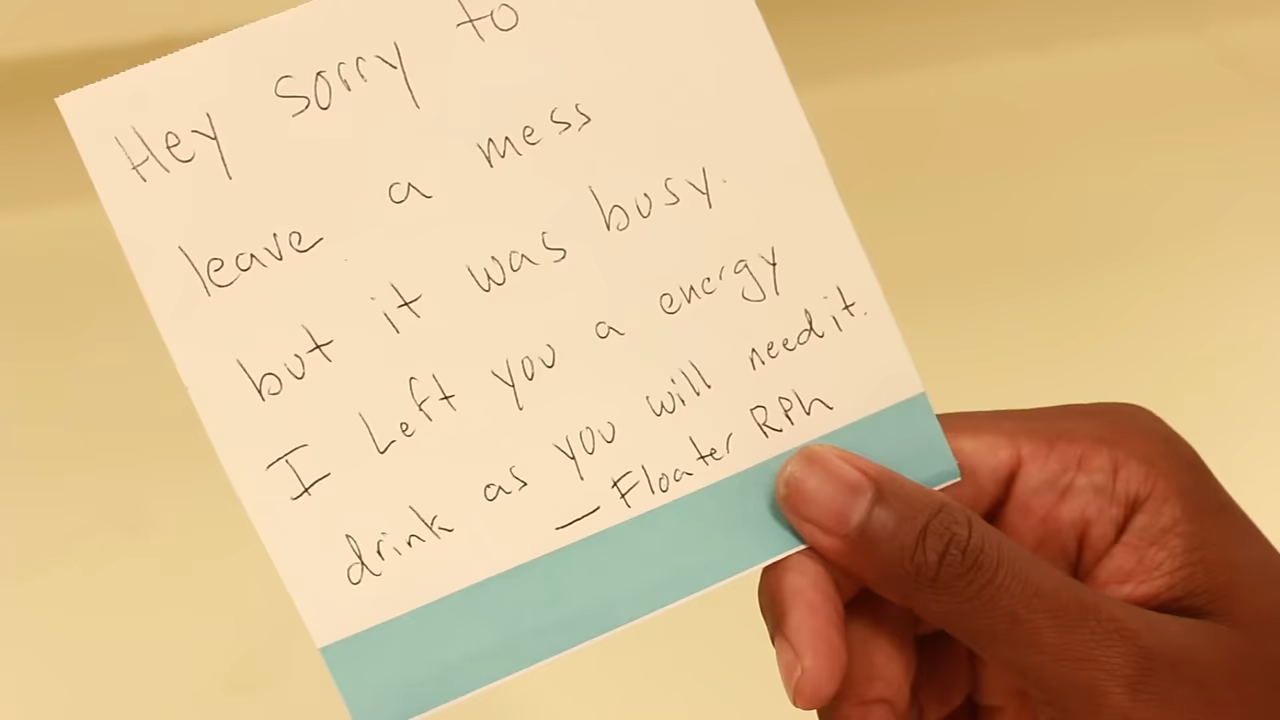 Hey sorry to
leave a mess
but it was busy.
I Left you a energy
drink as you will need it.
— Floater RPh